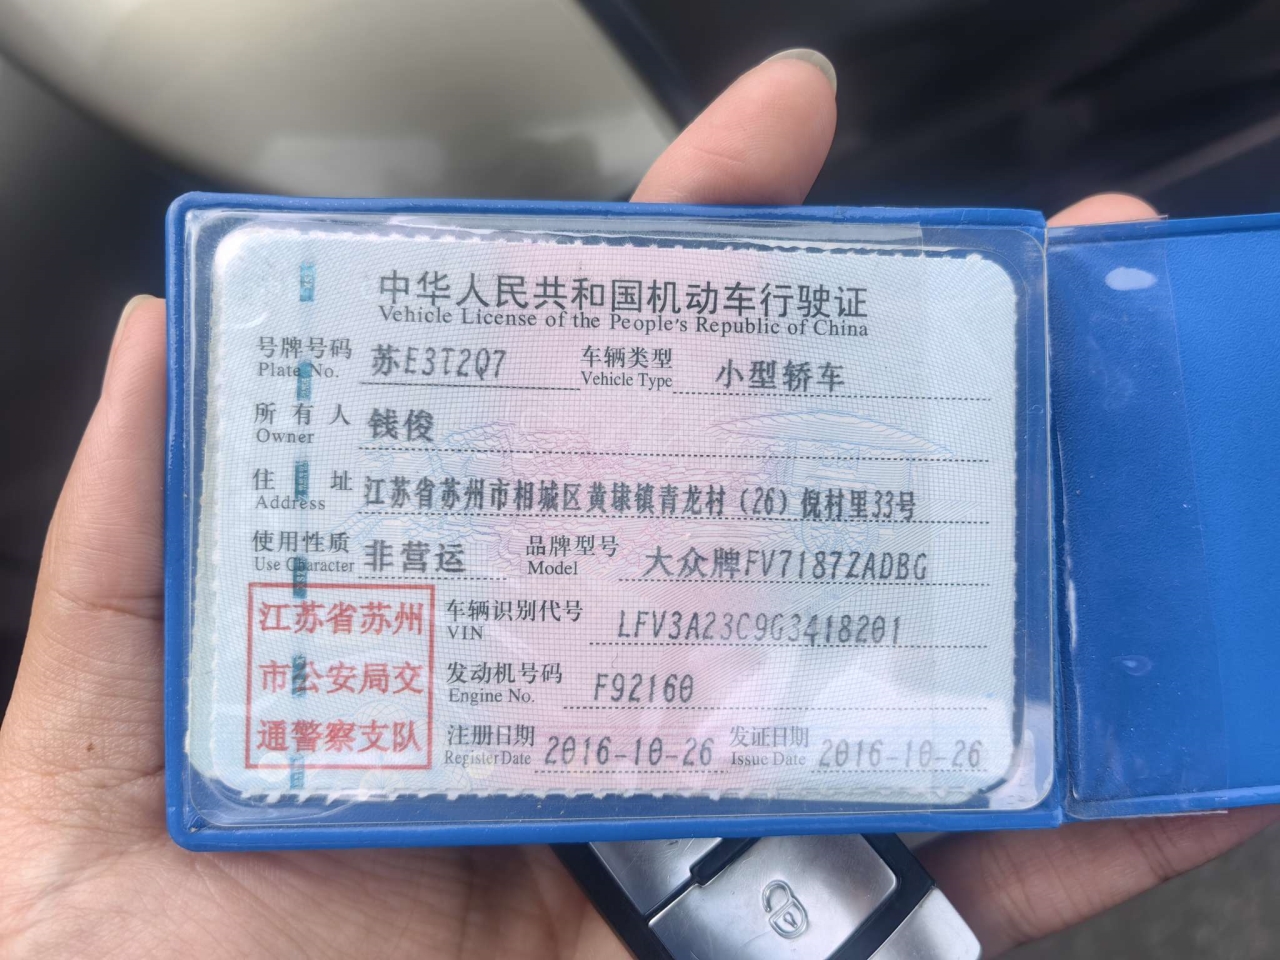 中华人民共和国机动车行驶证
Vehicle License of the People's Republic of China
号牌号码 苏E3T2Q7 车辆类型 小型轿车
Plate No. Vehicle Type
所有人 钱俊
Owner
住址 江苏省苏州市相城区黄埭镇青龙村（26）倪村里33号
Address
使用性质 非营运 品牌型号 大众牌FV7187ZADBG
Use Character Model
江苏省苏州
市公安局交
通警察支队
车辆识别代号 LFV3A23C9G3418201
VIN
发动机号码 F92160
Engine No.
注册日期 2016-10-26 发证日期 2016-10-26
Register Date Issue Date